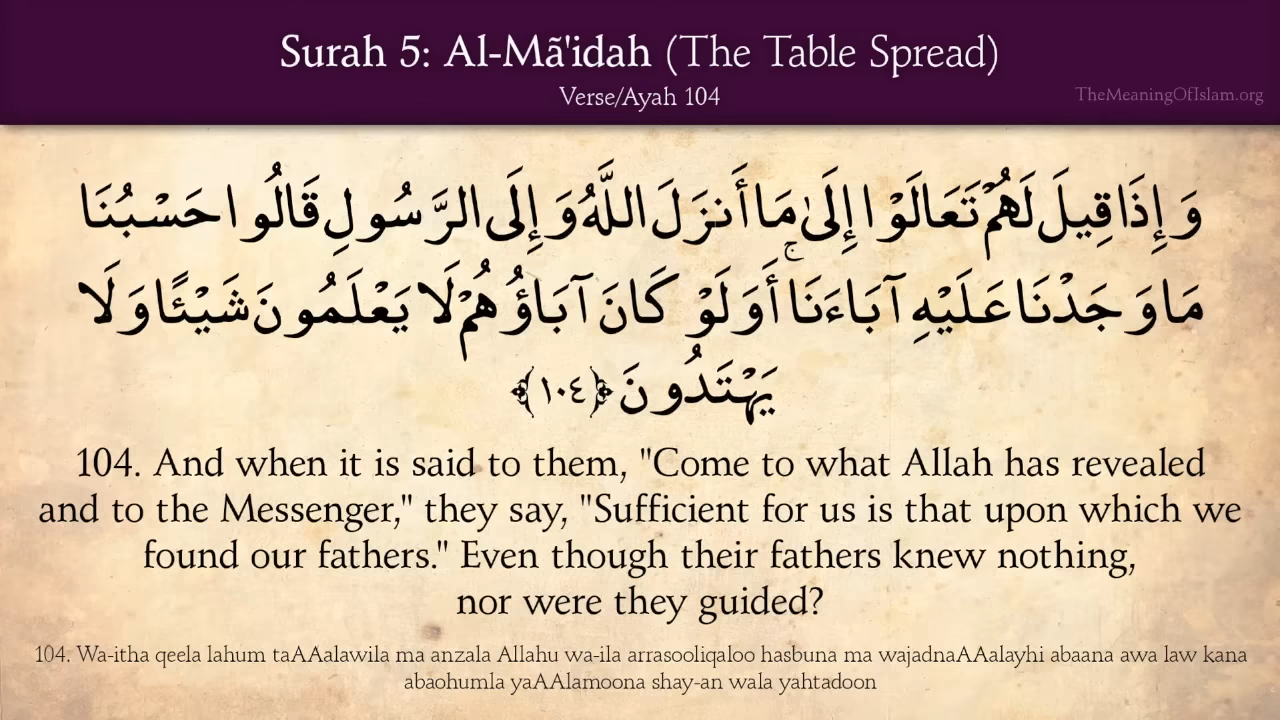 Surah 5: Al-Mã'idah (The Table Spread)
Verse/Ayah 104
TheMeaningOfIslam.org
وَإِذَا قِيلَ لَهُمْ تَعَالَوْا إِلَىٰ مَا أَنزَلَ اللَّهُ وَإِلَى الرَّسُولِ قَالُوا حَسْبُنَا
مَا وَجَدْنَا عَلَيْهِ آبَاءَنَا ۚ أَوَلَوْ كَانَ آبَاؤُهُمْ لَا يَعْلَمُونَ شَيْئًا وَلَا
يَهْتَدُونَ ﴿١٠٤﴾
104. And when it is said to them, "Come to what Allah has revealed
and to the Messenger," they say, "Sufficient for us is that upon which we
found our fathers." Even though their fathers knew nothing,
nor were they guided?
104. Wa-itha qeela lahum taAAalawila ma anzala Allahu wa-ila arrasooliqaloo hasbuna ma wajadnaAAalayhi abaana awa law kana
abaohumla yaAAlamoona shay-an wala yahtadoon